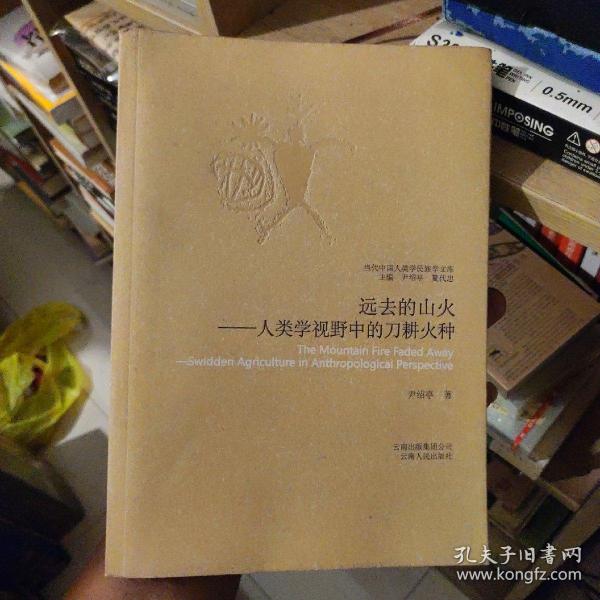 当代中国人类学民族学文库
主编 尹绍亭 夏代忠
远去的山火
——人类学视野中的刀耕火种
The Mountain Fire Faded Away
—Swidden Agriculture in Anthropological Perspective
尹绍亭 著
云南出版集团公司
云南人民出版社
0.5mm
IMPOSING
孔夫子旧书网
www.kongfz.com